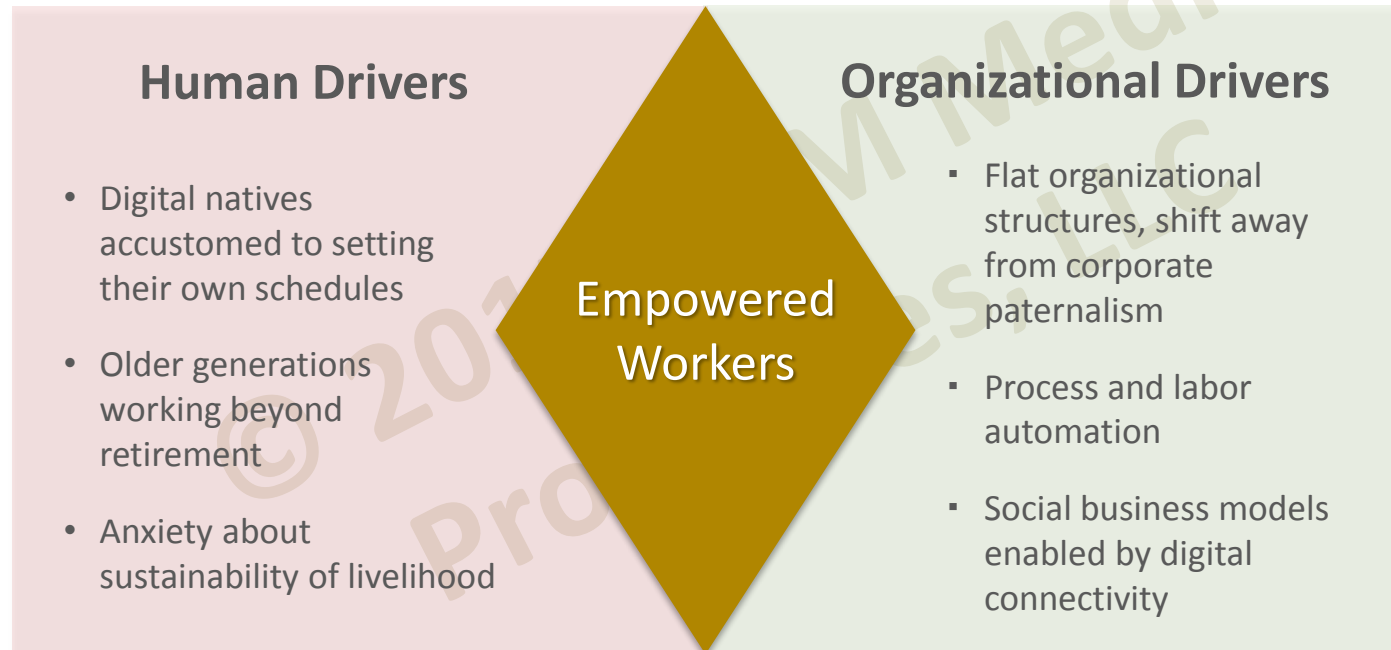 Human Drivers
• Digital natives
accustomed to setting
their own schedules
• Older generations
working beyond
retirement
• Anxiety about
sustainability of livelihood
Empowered
Workers
Organizational Drivers
▪ Flat organizational
structures, shift away
from corporate
paternalism
▪ Process and labor
automation
▪ Social business models
enabled by digital
connectivity
LLC